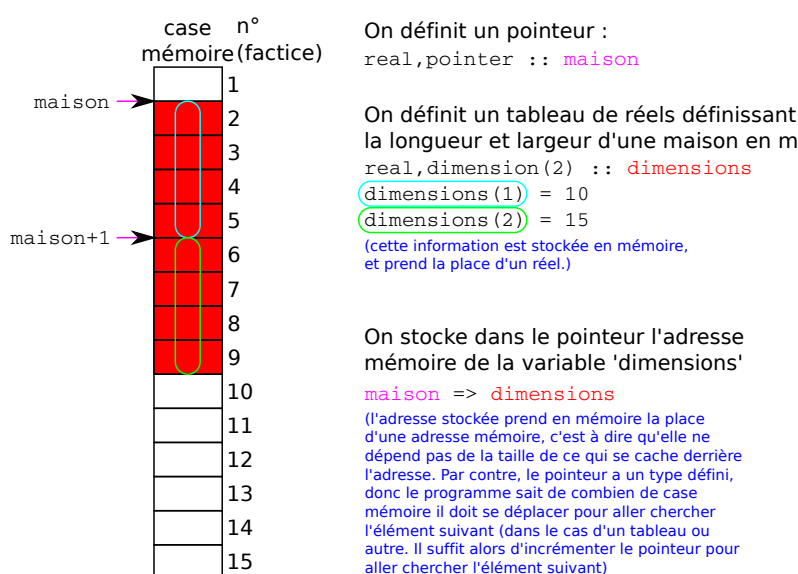 case n°
mémoire (factice)
1
maison
2
3
4
5
maison+1
6
7
8
9
10
11
12
13
14
15
On définit un pointeur :
real,pointer :: maison
On définit un tableau de réels définissant
la longueur et largeur d'une maison en m
real,dimension(2) :: dimensions
dimensions(1) = 10
dimensions(2) = 15
(cette information est stockée en mémoire,
et prend la place d'un réel.)
On stocke dans le pointeur l'adresse
mémoire de la variable 'dimensions'
maison => dimensions
(l'adresse stockée prend en mémoire la place
d'une adresse mémoire, c'est à dire qu'elle ne
dépend pas de la taille de ce qui se cache derrière
l'adresse. Par contre, le pointeur a un type défini,
donc le programme sait de combien de case
mémoire il doit se déplacer pour aller chercher
l'élément suivant (dans le cas d'un tableau ou
autre. Il suffit alors d'incrémenter le pointeur pour
aller chercher l'élément suivant)